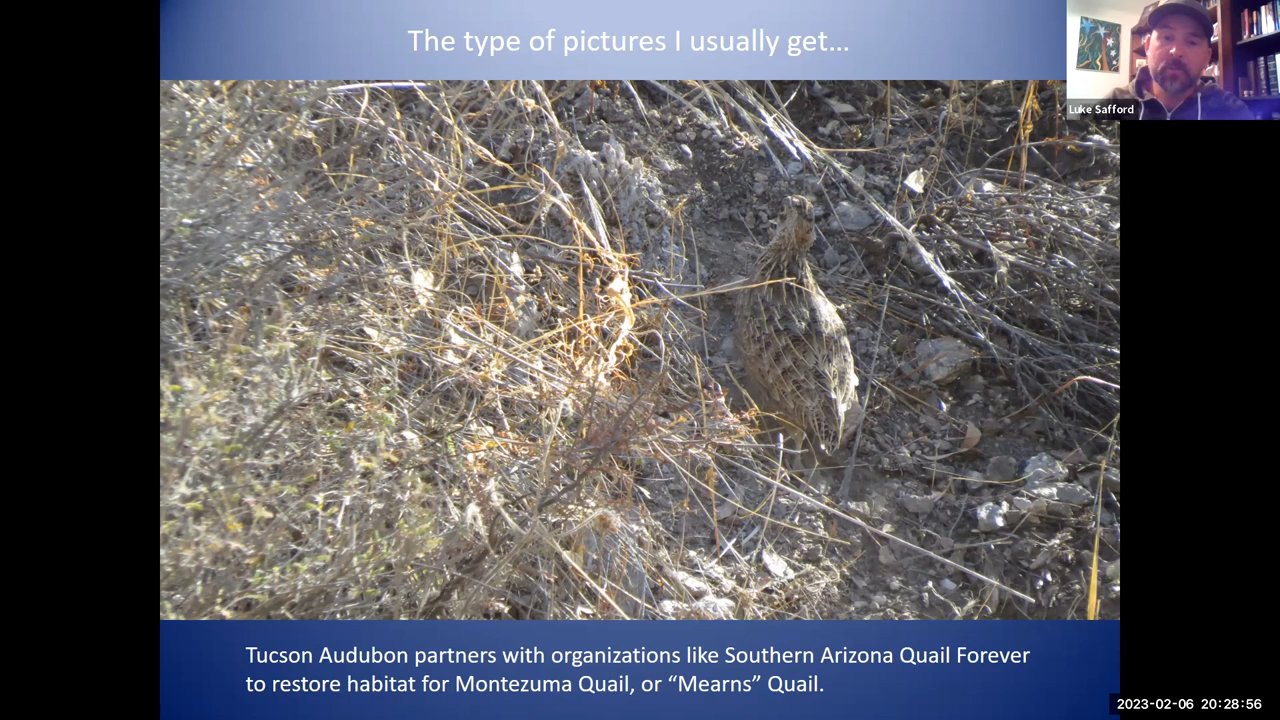 The type of pictures I usually get...
Luke Safford
Tucson Audubon partners with organizations like Southern Arizona Quail Forever
to restore habitat for Montezuma Quail, or “Mearns” Quail.
2023-02-06 20:28:56